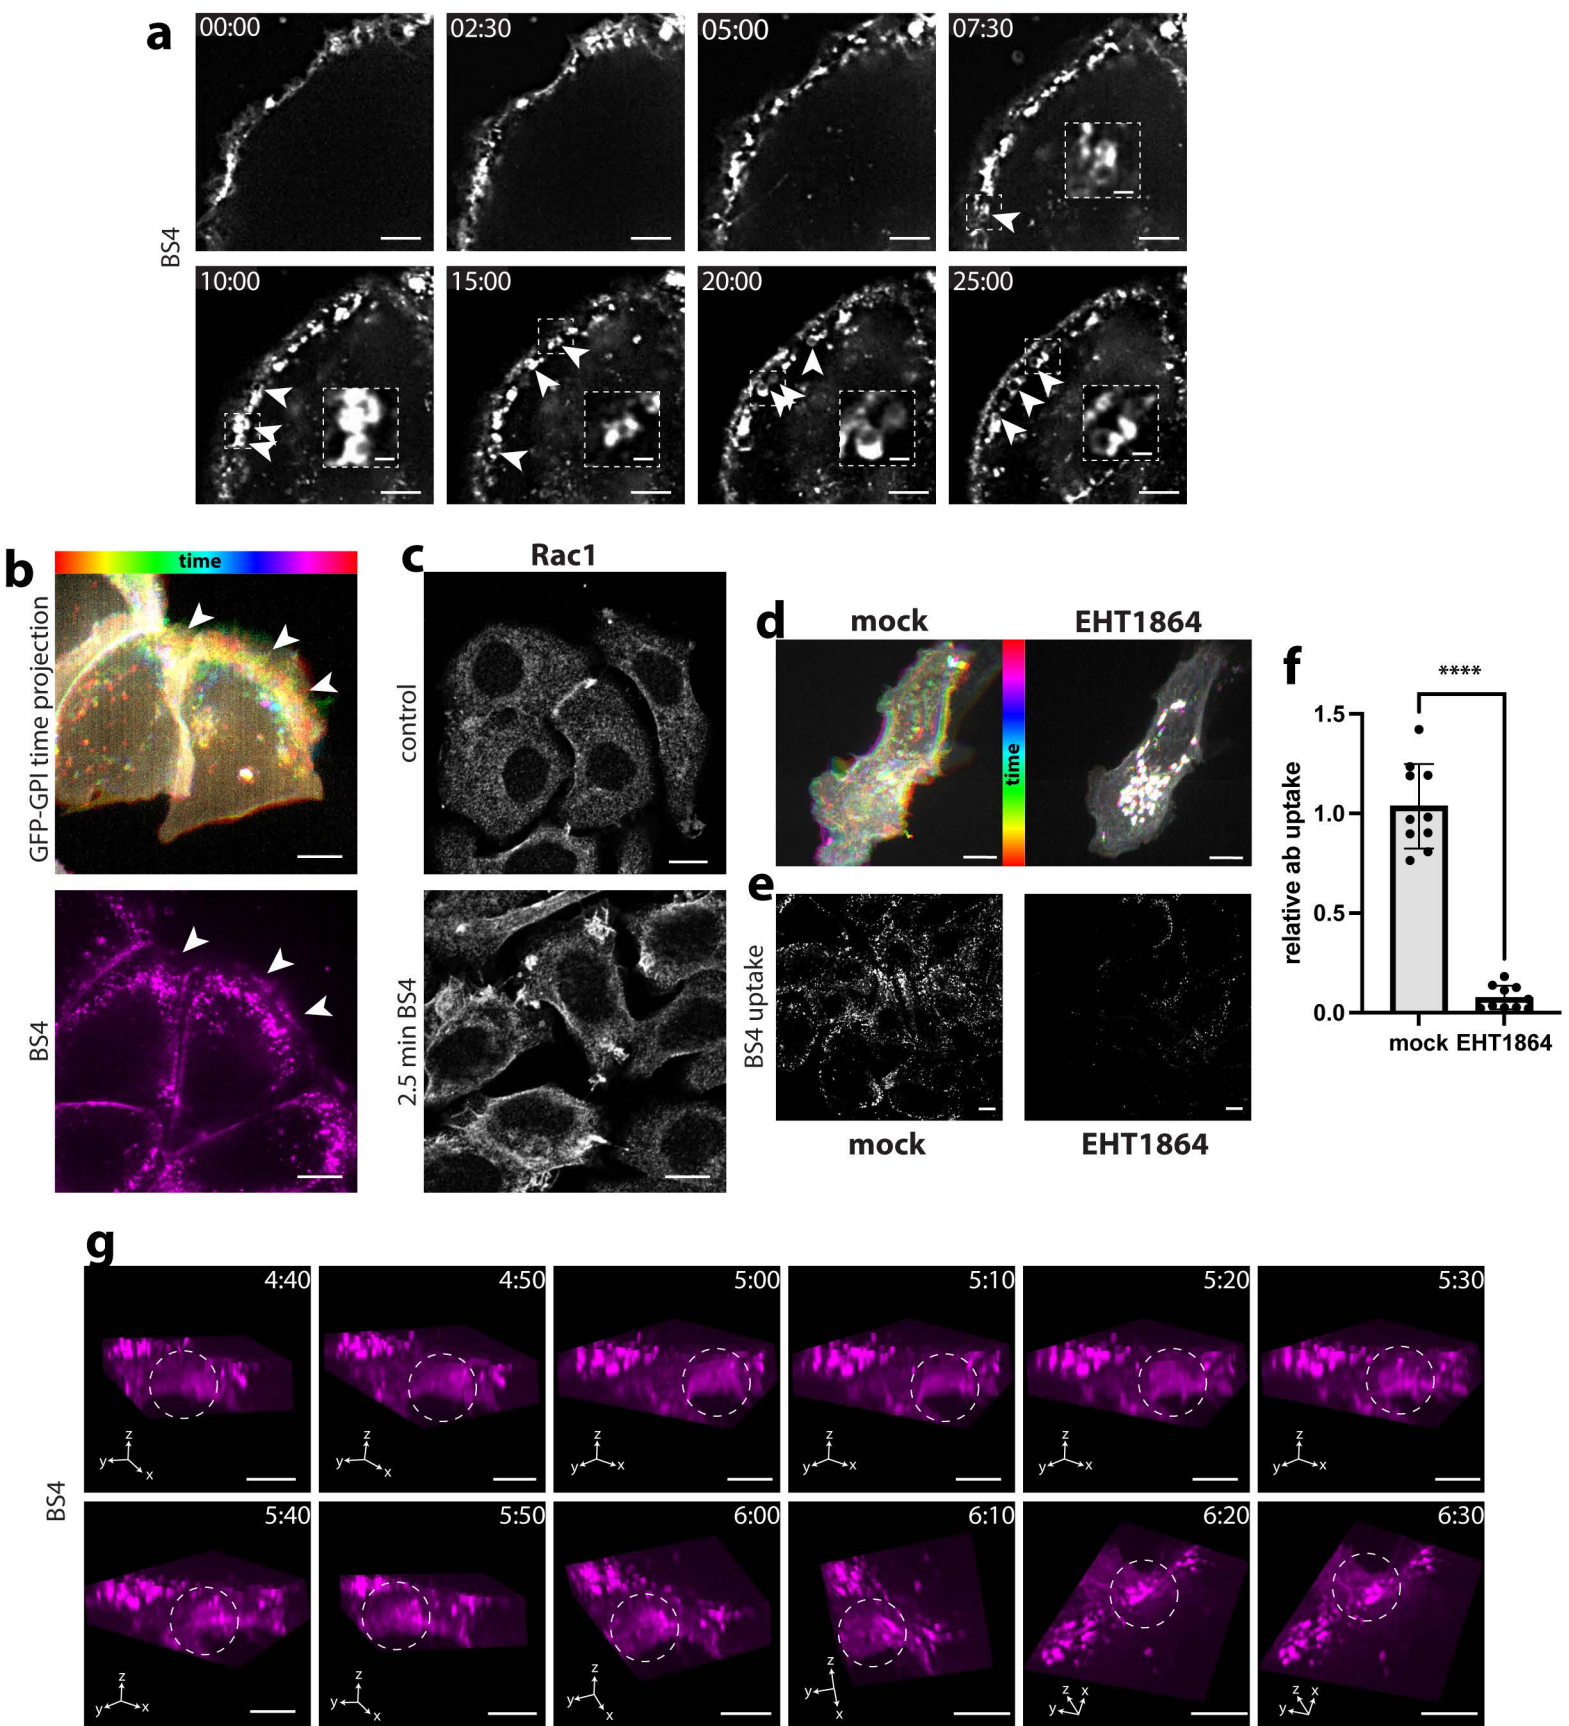 a
BS4
00:00
02:30
05:00
07:30
10:00
15:00
20:00
25:00
b
time
GFP-GPI time projection
BS4
c
Rac1
control
2.5 min BS4
d
mock
EHT1864
time
e
BS4 uptake
mock
EHT1864
f
****
relative ab uptake
1.5
1.0
0.5
0.0
mock EHT1864
g
BS4
4:40
z
y
x
4:50
z
y
x
5:00
z
y
x
5:10
z
y
x
5:20
z
y
x
5:30
z
y
x
5:40
z
y
x
5:50
z
y
x
6:00
z
y
x
6:10
z
y
x
6:20
z
x
y
6:30
z
x
y